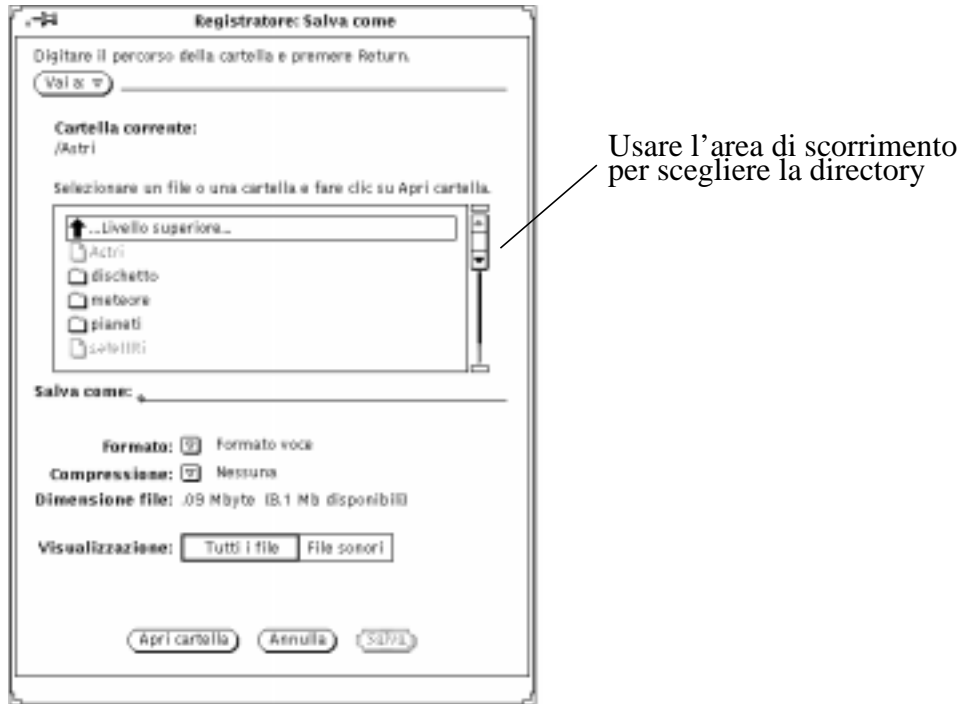 Registratore: Salva come
Digitare il percorso della cartella e premere Return.
Vai a:
Cartella corrente:
/Astri
Usare l'area di scorrimento
per scegliere la directory
Selezionare un file o una cartella e fare clic su Apri cartella.
...Livello superiore...
Astri
dischetto
meteore
pianeti
satelliti
Salva come:
Formato: Formato voce
Compressione: Nessuna
Dimensione file: .09 Mbyte (8.1 Mb disponibili)
Visualizzazione: Tutti i file File sonori
Apri cartella Annulla Salva